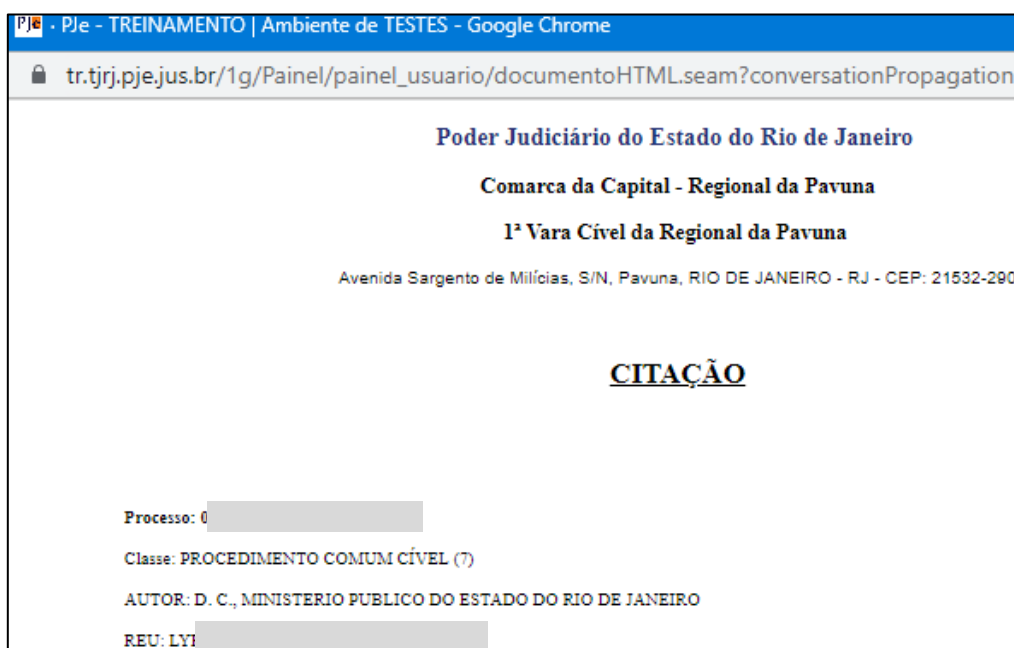 PJe - PJe - TREINAMENTO | Ambiente de TESTES - Google Chrome
tr.tjrj.pje.jus.br/1g/Painel/painel_usuario/documentoHTML.seam?conversationPropagation
Poder Judiciário do Estado do Rio de Janeiro
Comarca da Capital - Regional da Pavuna
1ª Vara Cível da Regional da Pavuna
Avenida Sargento de Milícias, S/N, Pavuna, RIO DE JANEIRO - RJ - CEP: 21532-290
CITAÇÃO
Processo: 0
Classe: PROCEDIMENTO COMUM CÍVEL (7)
AUTOR: D. C., MINISTERIO PUBLICO DO ESTADO DO RIO DE JANEIRO
REU: